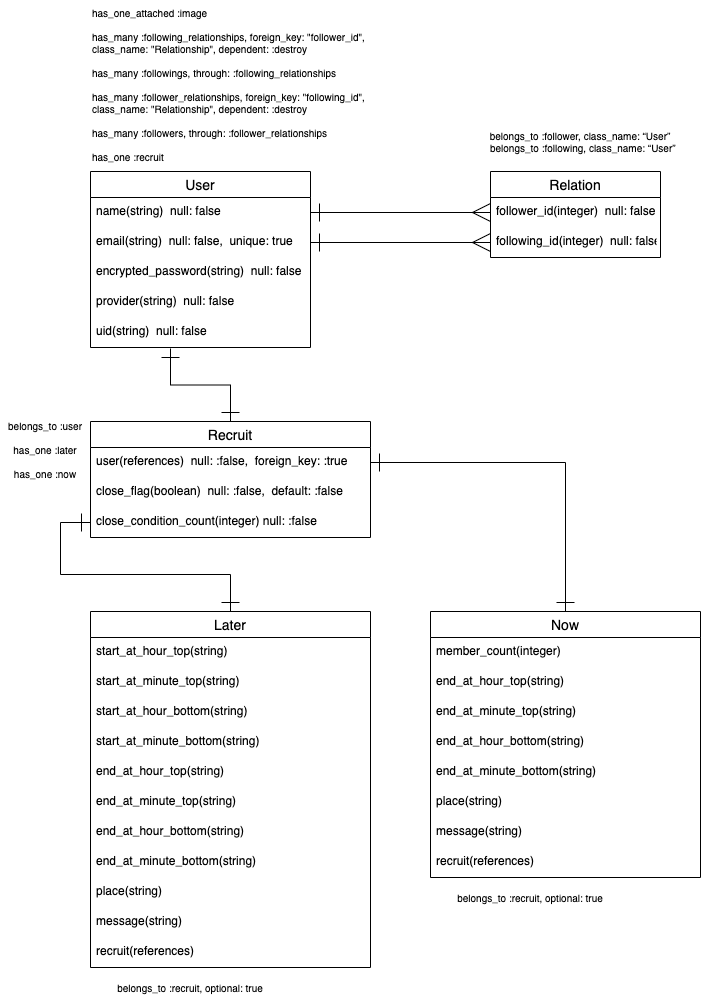 has_one_attached :image
has_many :following_relationships, foreign_key: "follower_id",
class_name: "Relationship", dependent: :destroy
has_many :followings, through: :following_relationships
has_many :follower_relationships, foreign_key: "following_id",
class_name: "Relationship", dependent: :destroy
has_many :followers, through: :follower_relationships
has_one :recruit
belongs_to :follower, class_name: “User”
belongs_to :following, class_name: “User”
User
name(string)  null: false
email(string)  null: false,  unique: true
encrypted_password(string)  null: false
provider(string)  null: false
uid(string)  null: false
Relation
follower_id(integer)  null: false
following_id(integer)  null: false
belongs_to :user
has_one :later
has_one :now
Recruit
user(references)  null: :false,  foreign_key: :true
close_flag(boolean)  null: :false,  default: :false
close_condition_count(integer) null: :false
Later
start_at_hour_top(string)
start_at_minute_top(string)
start_at_hour_bottom(string)
start_at_minute_bottom(string)
end_at_hour_top(string)
end_at_minute_top(string)
end_at_hour_bottom(string)
end_at_minute_bottom(string)
place(string)
message(string)
recruit(references)
belongs_to :recruit, optional: true
Now
member_count(integer)
end_at_hour_top(string)
end_at_minute_top(string)
end_at_hour_bottom(string)
end_at_minute_bottom(string)
place(string)
message(string)
recruit(references)
belongs_to :recruit, optional: true